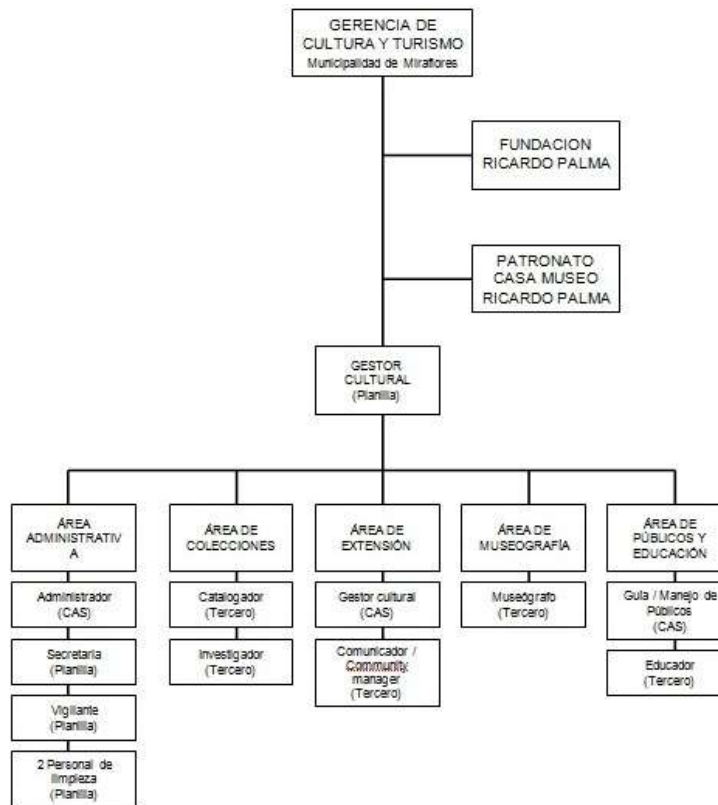 GERENCIA DE
CULTURA Y TURISMO
Municipalidad de Miraflores
FUNDACION
RICARDO PALMA
PATRONATO
CASA MUSEO
RICARDO PALMA
GESTOR
CULTURAL
(Planilla)
ÁREA
ADMINISTRATIV
A
Administrador
(CAS)
Secretaria
(Planilla)
Vigilante
(Planilla)
2 Personal de
limpieza
(Planilla)
ÁREA DE
COLECCIONES
Catalogador
(Tercero)
Investigador
(Tercero)
ÁREA DE
EXTENSIÓN
Gestor cultural
(CAS)
Comunicador /
Community
manager
(Tercero)
ÁREA DE
MUSEOGRAFÍA
Museógrafo
(Tercero)
ÁREA DE
PÚBLICOS Y
EDUCACIÓN
Guía / Manejo de
Públicos
(CAS)
Educador
(Tercero)